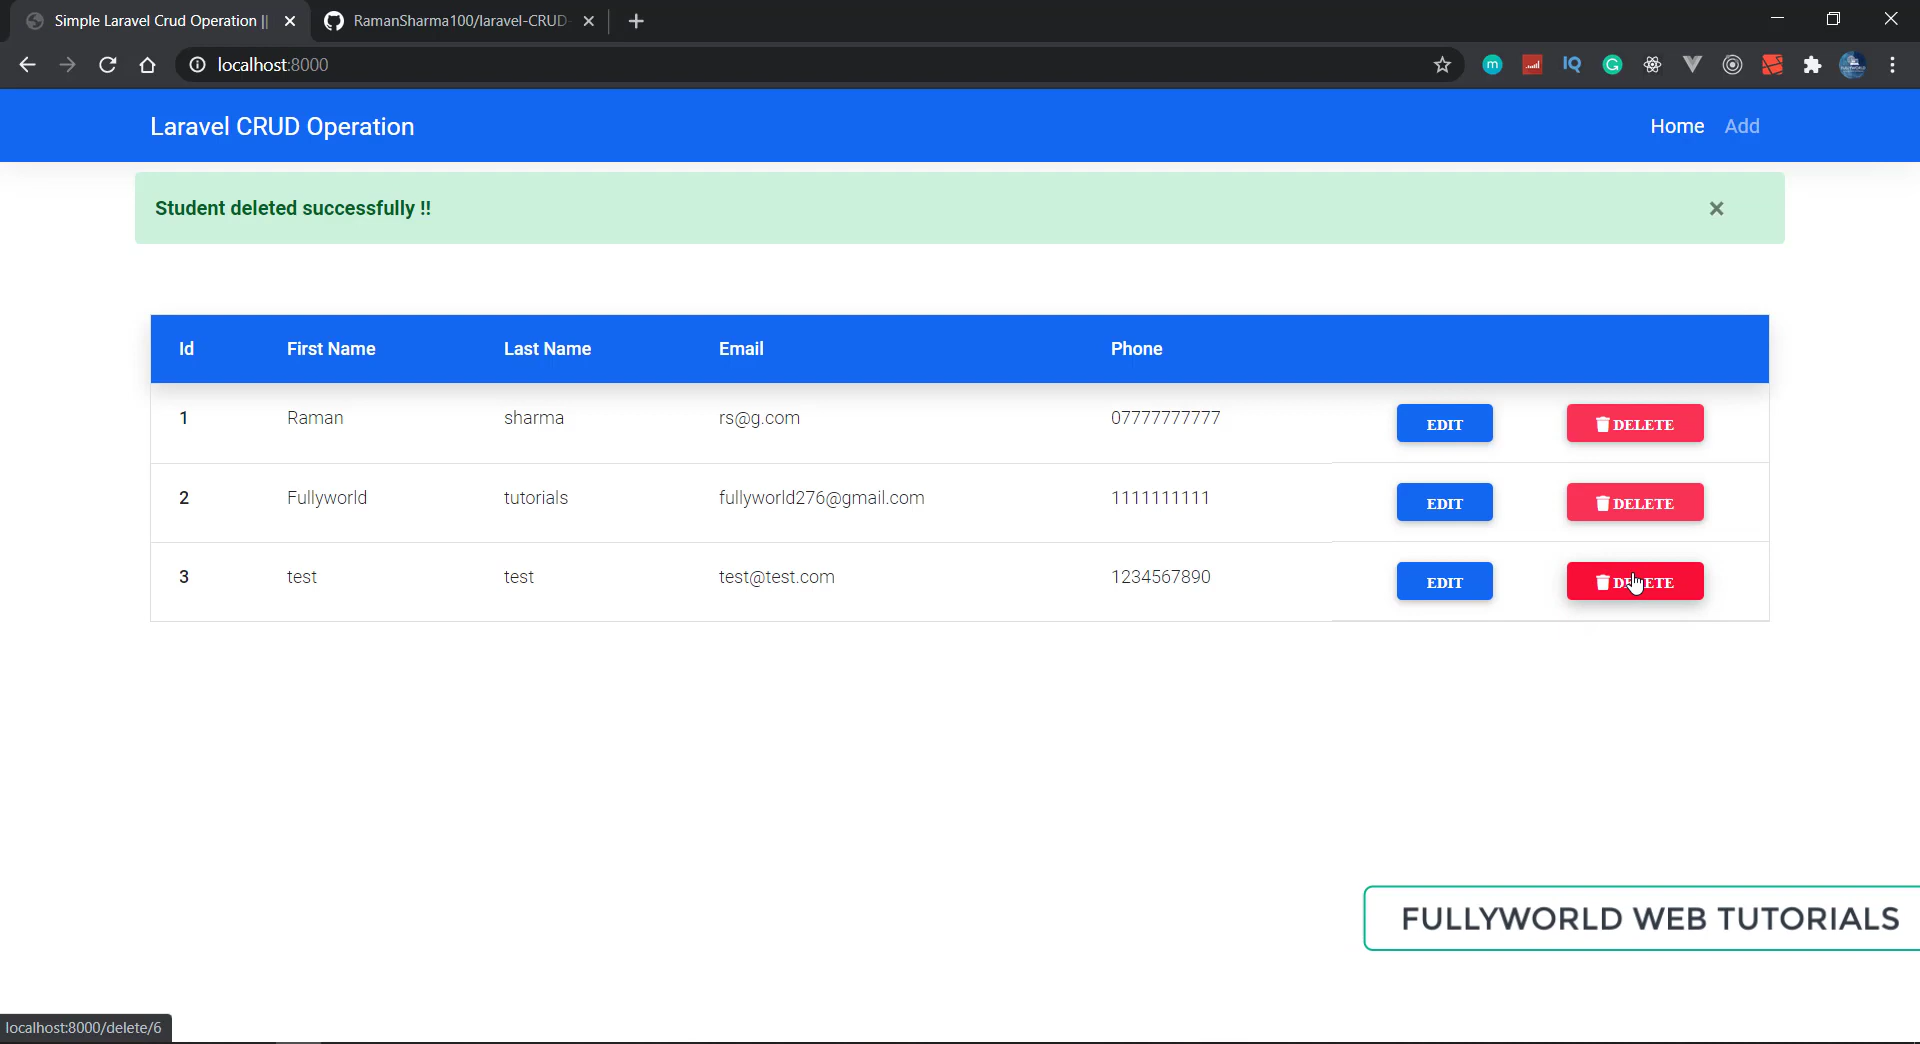 Simple Laravel Crud Operation ||
RamanSharma100/laravel-CRUD-
localhost:8000
Laravel CRUD Operation
Home Add
Student deleted successfully !!
Id First Name Last Name Email Phone
1 Raman sharma rs@g.com 07777777777 EDIT DELETE
2 Fullyworld tutorials fullyworld276@gmail.com 1111111111 EDIT DELETE
3 test test test@test.com 1234567890 EDIT DELETE
FULLYWORLD WEB TUTORIALS
localhost:8000/delete/6